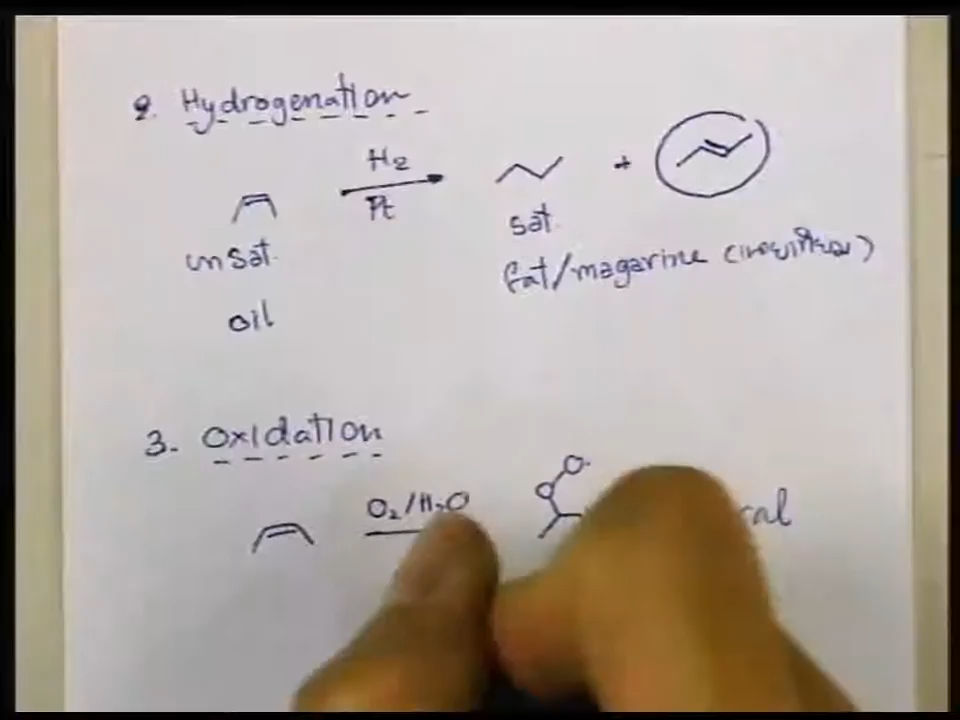 2. Hydrogenation
H2
Pt
+
unsat.
sat.
oil
fat/magarine
3. Oxidation
O2/H2O
O
O·